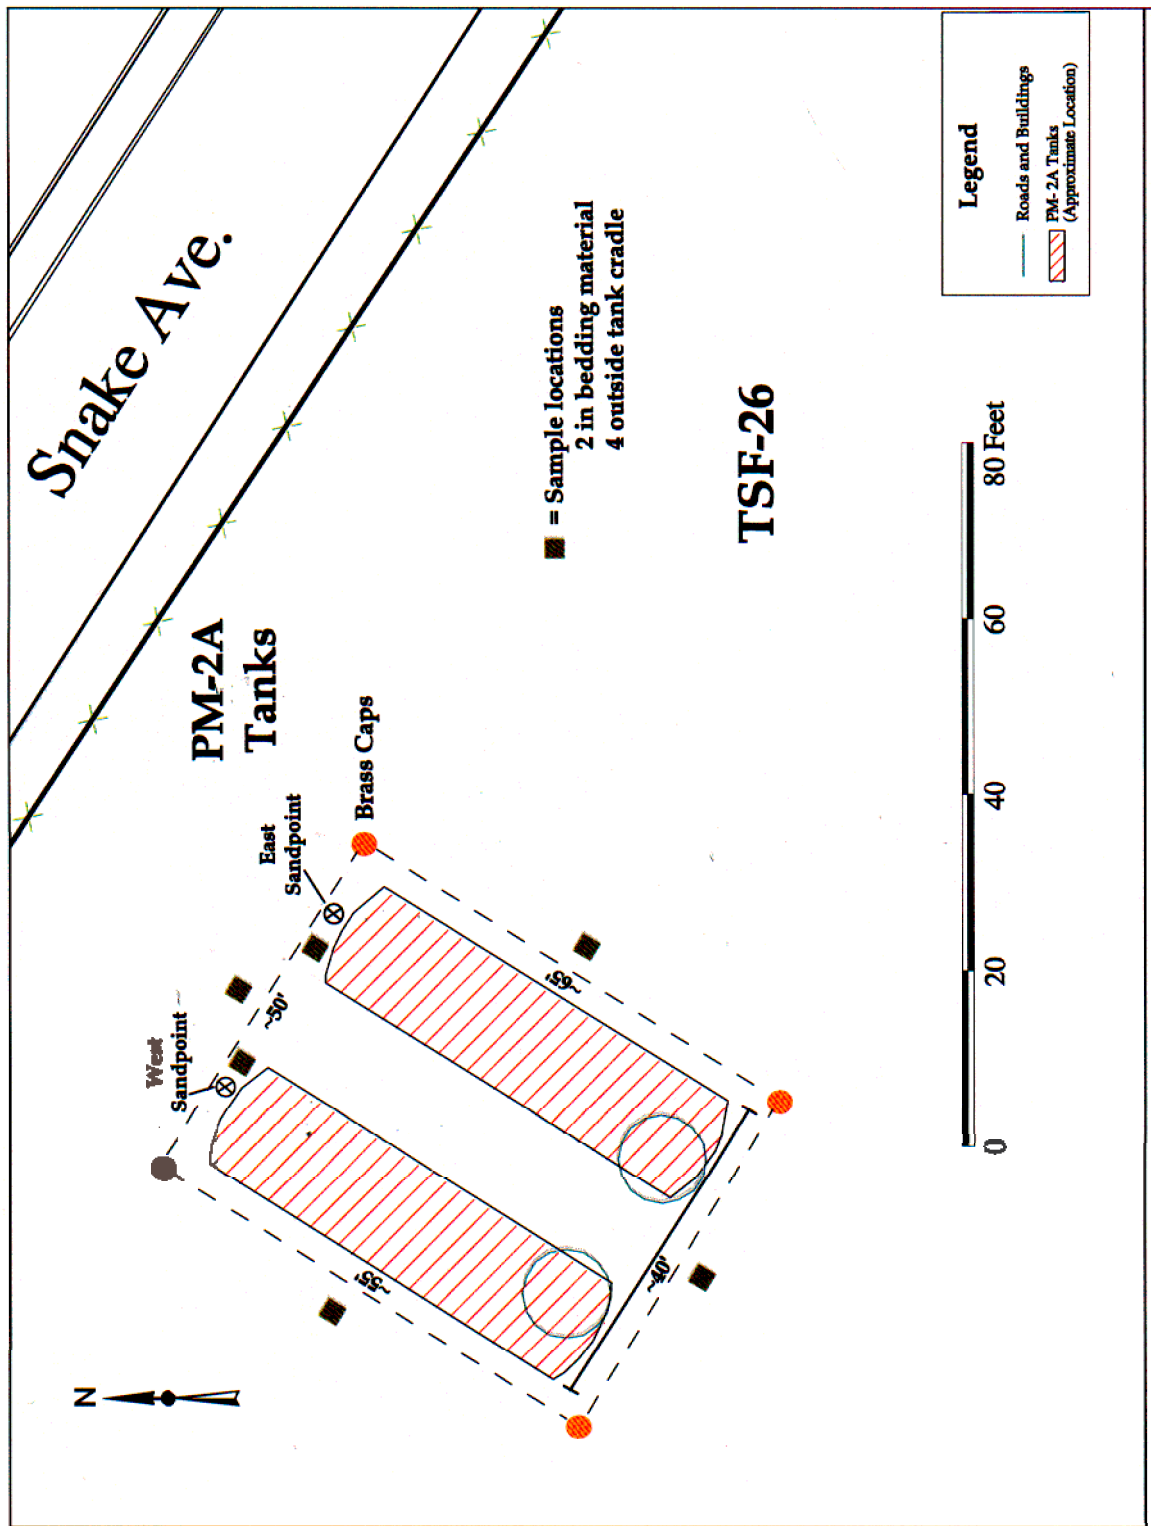 Snake Ave.
PM-2A
Tanks
N
West
Sandpoint
East
Sandpoint
Brass Caps
~50'
~65'
~55'
~40'
= Sample locations
2 in bedding material
4 outside tank cradle
TSF-26
0
20
40
60
80 Feet
Legend
Roads and Buildings
PM-2A Tanks
(Approximate Location)